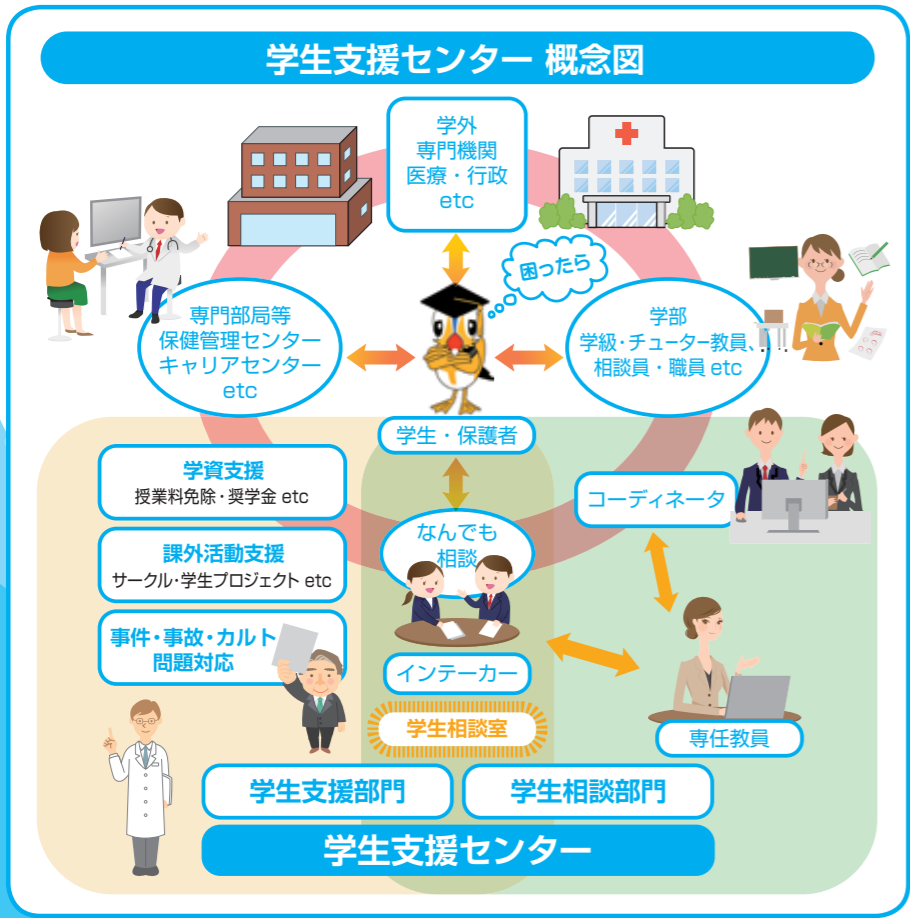 学生支援センター 概念図
学外
専門機関
医療・行政
etc
困ったら
専門部局等
保健管理センター
キャリアセンター
etc
学部
学級・チューター教員、
相談員・職員 etc
学生・保護者
学資支援
授業料免除・奨学金 etc
コーディネータ
なんでも
相談
課外活動支援
サークル・学生プロジェクト etc
事件・事故・カルト
問題対応
インテーカー
学生相談室
専任教員
学生支援部門
学生相談部門
学生支援センター